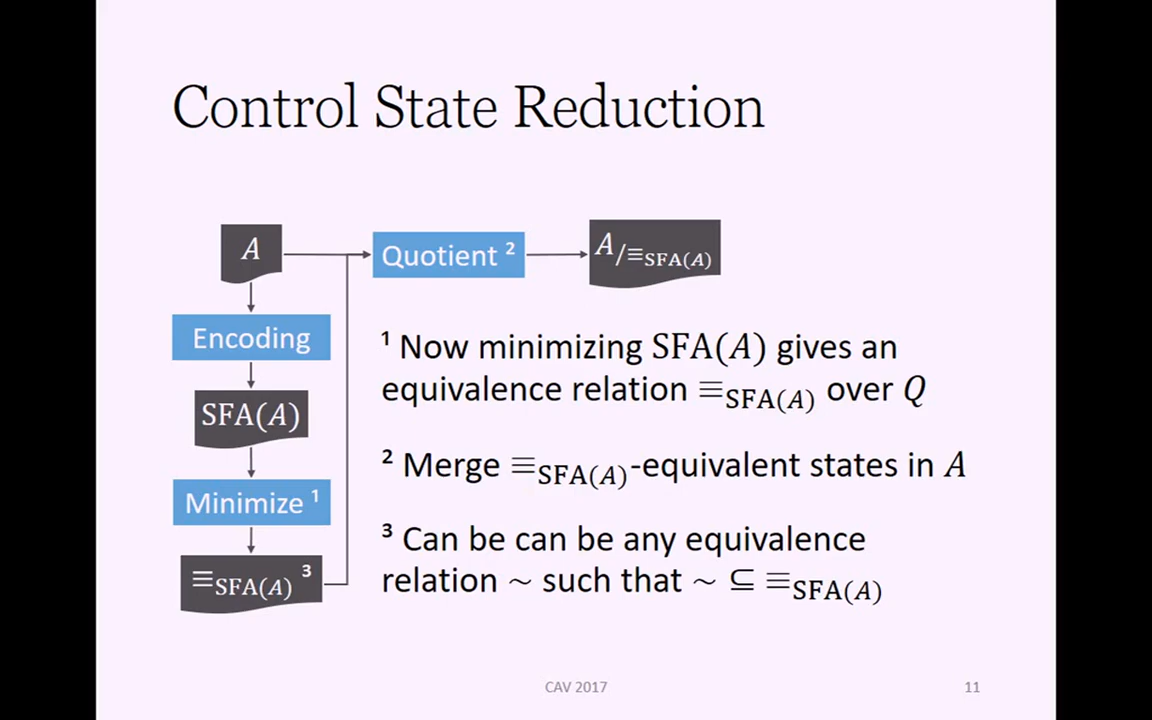 Control State Reduction
A
Quotient ²
A/≡SFA(A)
Encoding
¹ Now minimizing SFA(A) gives an
equivalence relation ≡SFA(A) over Q
SFA(A)
² Merge ≡SFA(A)-equivalent states in A
Minimize ¹
³ Can be can be any equivalence
relation ~ such that ~ ⊆ ≡SFA(A)
≡SFA(A) ³
CAV 2017
11